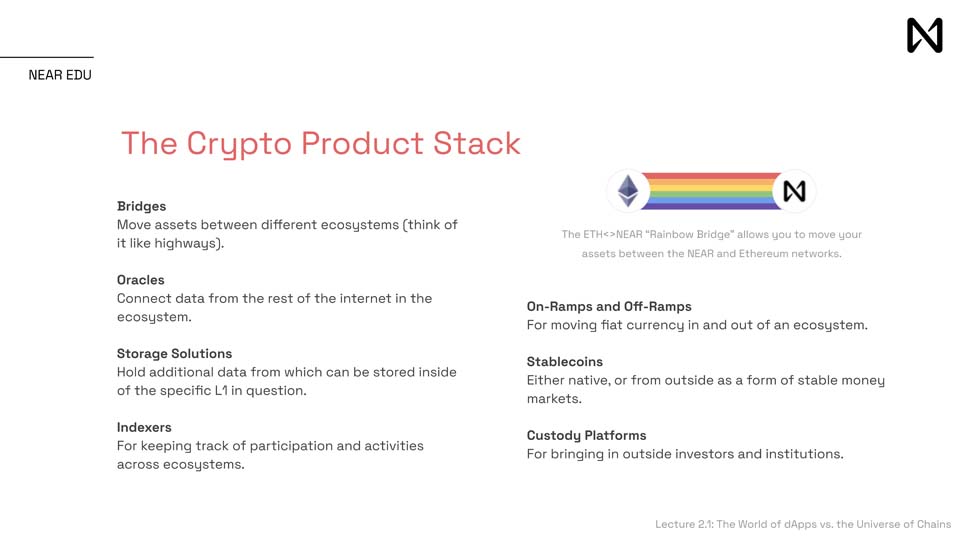 NEAR EDU
The Crypto Product Stack
Bridges
Move assets between different ecosystems (think of
it like highways).
Oracles
Connect data from the rest of the internet in the
ecosystem.
Storage Solutions
Hold additional data from which can be stored inside
of the specific L1 in question.
Indexers
For keeping track of participation and activities
across ecosystems.
The ETH<>NEAR “Rainbow Bridge” allows you to move your
assets between the NEAR and Ethereum networks.
On-Ramps and Off-Ramps
For moving fiat currency in and out of an ecosystem.
Stablecoins
Either native, or from outside as a form of stable money
markets.
Custody Platforms
For bringing in outside investors and institutions.
Lecture 2.1: The World of dApps vs. the Universe of Chains